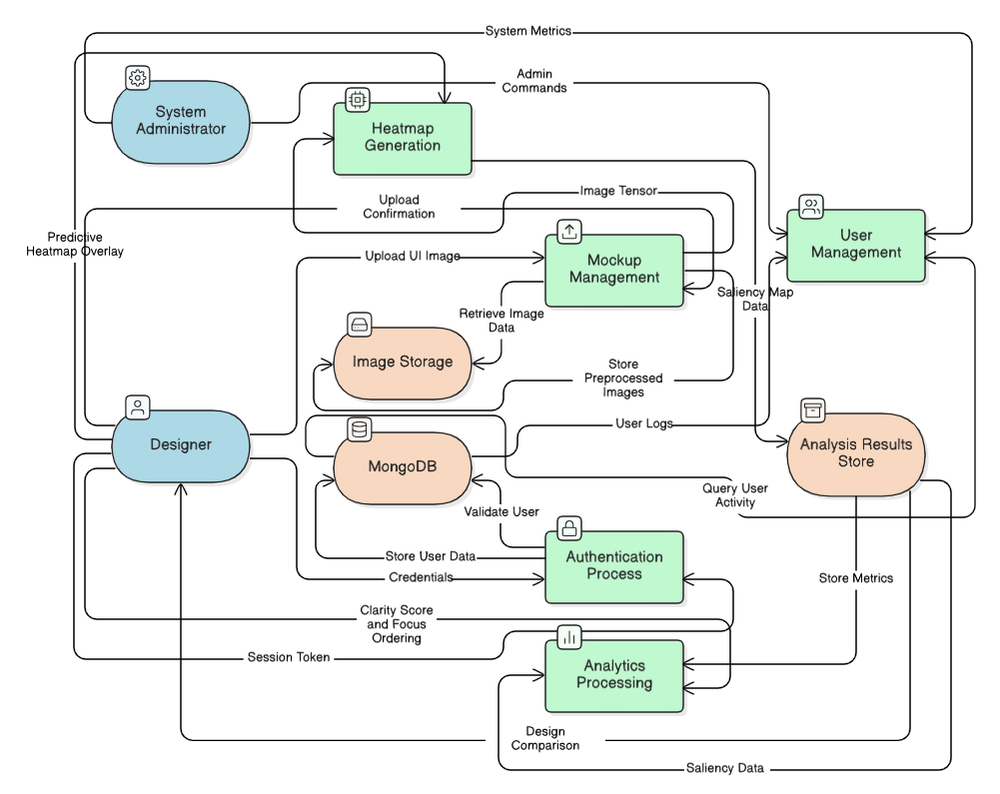 System Metrics
Admin
Commands
System
Administrator
Heatmap
Generation
Image Tensor
Upload
Confirmation
Predictive
Heatmap Overlay
User
Management
Upload UI Image
Mockup
Management
Saliency Map
Data
Retrieve Image
Data
Image Storage
Store
Preprocessed
Images
User Logs
Designer
MongoDB
Analysis Results
Store
Query User
Activity
Validate User
Store User Data
Authentication
Process
Credentials
Store Metrics
Clarity Score
and Focus
Ordering
Session Token
Analytics
Processing
Design
Comparison
Saliency Data